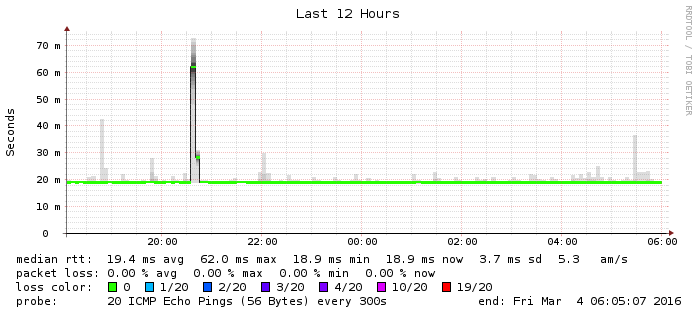 Last 12 Hours
RRDTOOL / TOBI OETIKER
Seconds
70 m
60 m
50 m
40 m
30 m
20 m
10 m
0
20:00 22:00 00:00 02:00 04:00 06:00
median rtt: 19.4 ms avg 62.0 ms max 18.9 ms min 18.9 ms now 3.7 ms sd 5.3 am/s
packet loss: 0.00 % avg 0.00 % max 0.00 % min 0.00 % now
loss color: 0 1/20 2/20 3/20 4/20 10/20 19/20
probe: 20 ICMP Echo Pings (56 Bytes) every 300s end: Fri Mar 4 06:05:07 2016